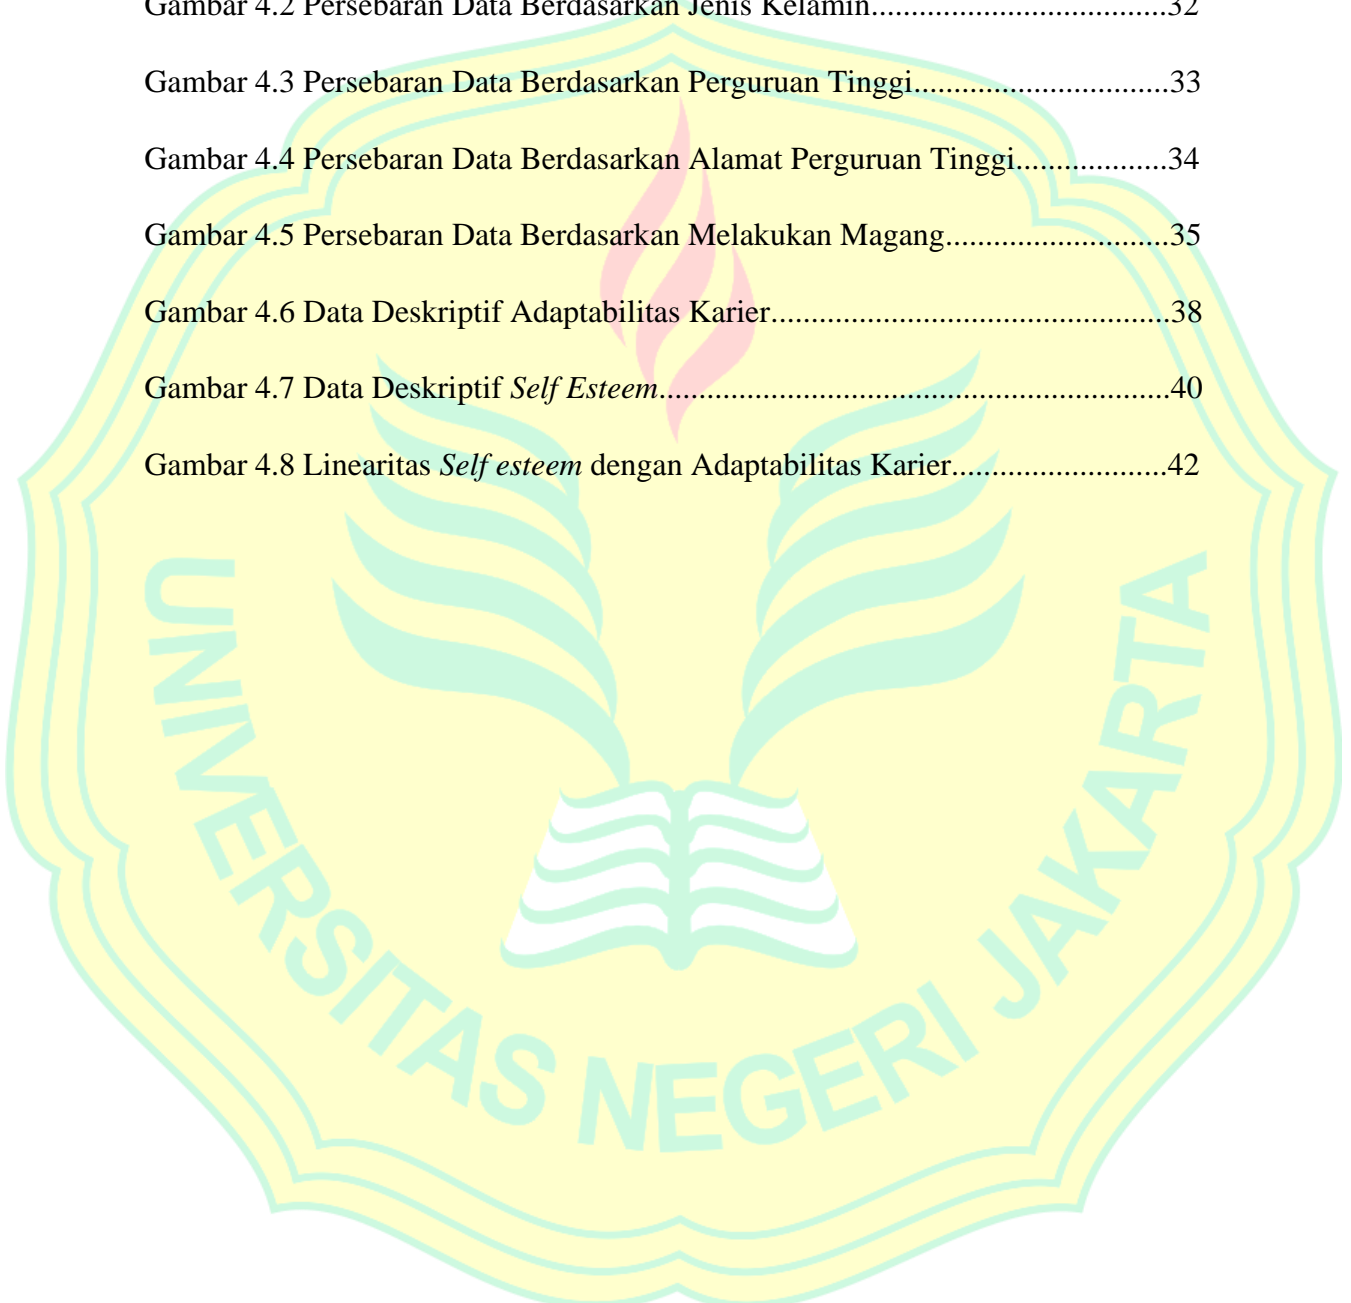 Gambar 4.2 Persebaran Data Berdasarkan Jenis Kelamin.....................................32
Gambar 4.3 Persebaran Data Berdasarkan Perguruan Tinggi................................33
Gambar 4.4 Persebaran Data Berdasarkan Alamat Perguruan Tinggi...................34
Gambar 4.5 Persebaran Data Berdasarkan Melakukan Magang............................35
Gambar 4.6 Data Deskriptif Adaptabilitas Karier..................................................38
Gambar 4.7 Data Deskriptif Self Esteem................................................................40
Gambar 4.8 Linearitas Self esteem dengan Adaptabilitas Karier...........................42
UNIVERSITAS NEGERI JAKARTA